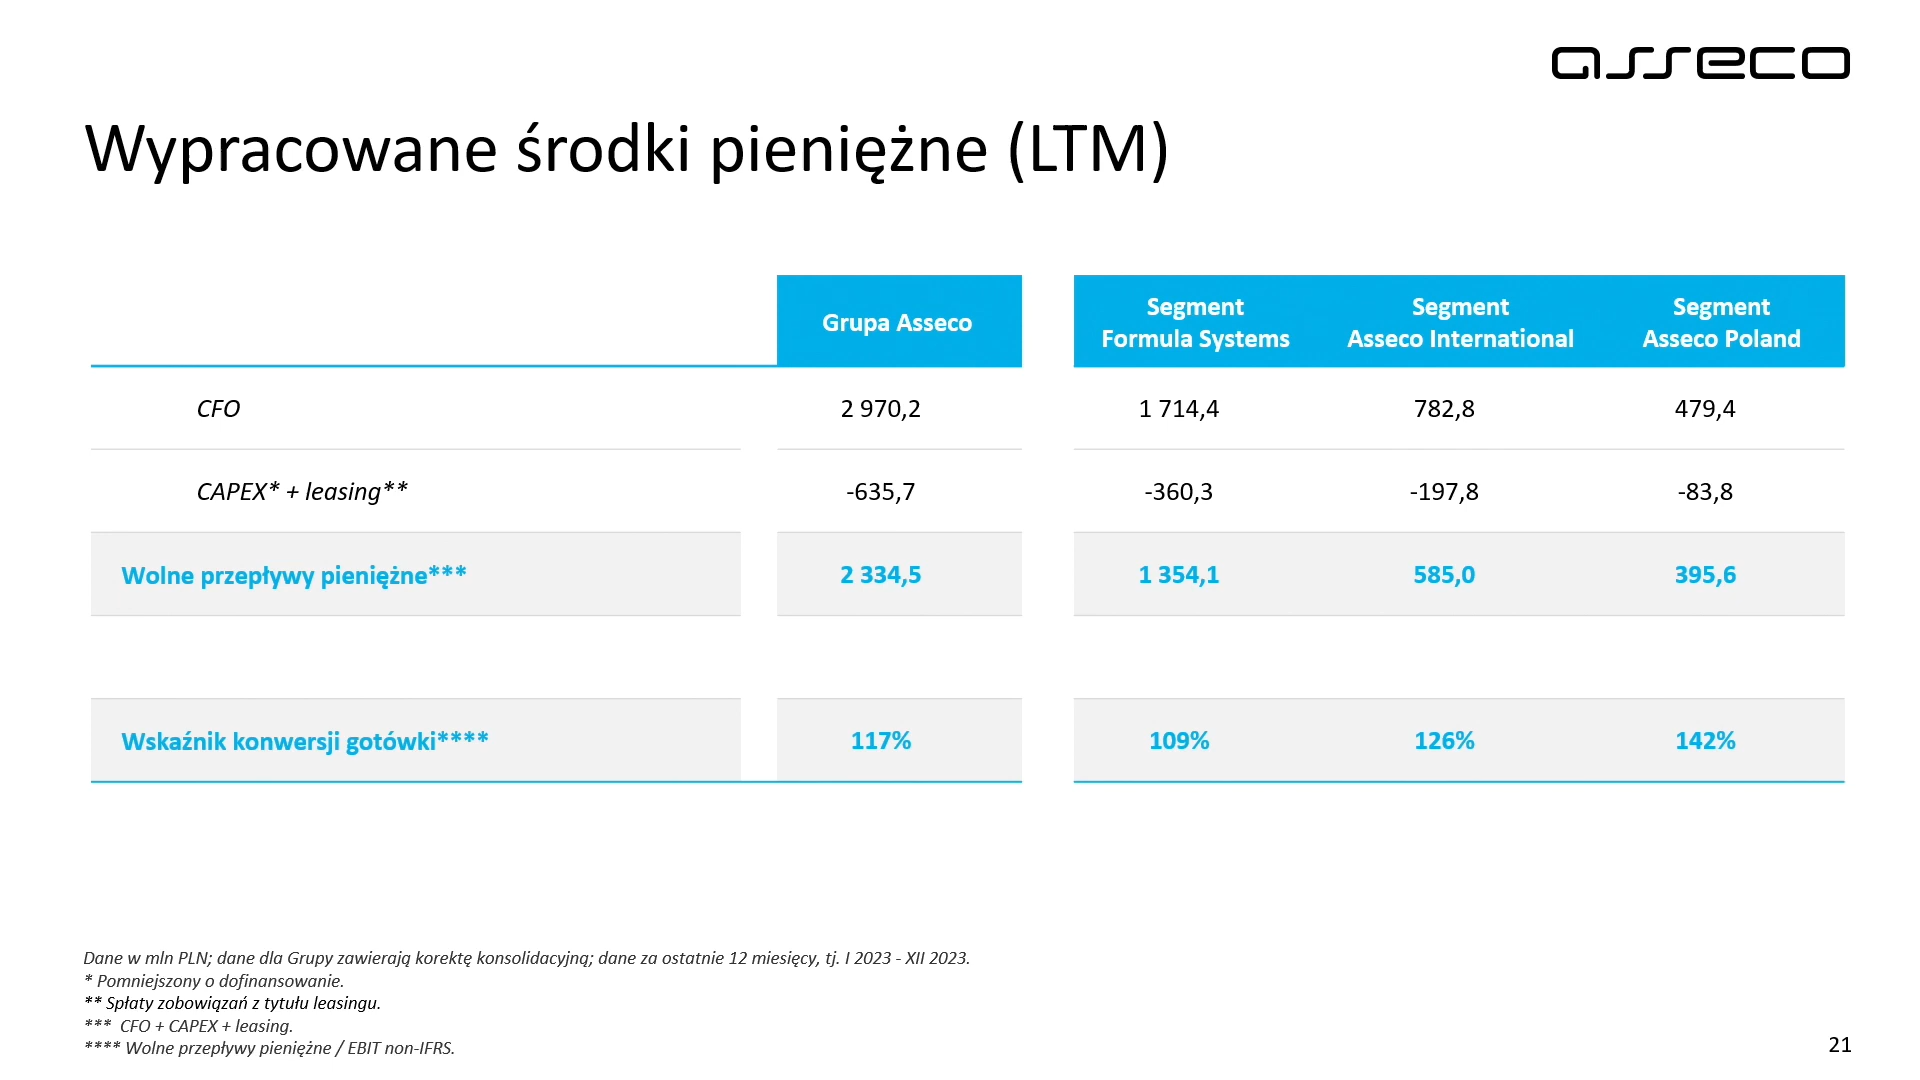 asseco
Wypracowane środki pieniężne (LTM)
Grupa Asseco
Segment
Formula Systems
Segment
Asseco International
Segment
Asseco Poland
CFO 2 970,2 1 714,4 782,8 479,4
CAPEX* + leasing** -635,7 -360,3 -197,8 -83,8
Wolne przepływy pieniężne*** 2 334,5 1 354,1 585,0 395,6
Wskaźnik konwersji gotówki**** 117% 109% 126% 142%
Dane w mln PLN; dane dla Grupy zawierają korektę konsolidacyjną; dane za ostatnie 12 miesięcy, tj. I 2023 - XII 2023.
* Pomniejszony o dofinansowanie.
** Spłaty zobowiązań z tytułu leasingu.
*** CFO + CAPEX + leasing.
**** Wolne przepływy pieniężne / EBIT non-IFRS.
21